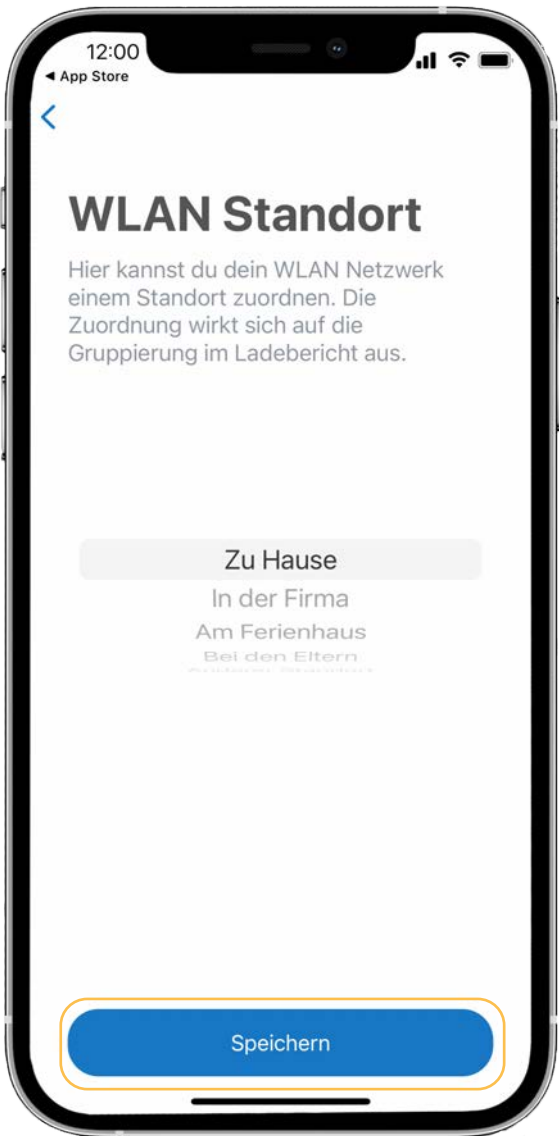 12:00
◀ App Store
WLAN Standort
Hier kannst du dein WLAN Netzwerk
einem Standort zuordnen. Die
Zuordnung wirkt sich auf die
Gruppierung im Ladebericht aus.
Zu Hause
In der Firma
Am Ferienhaus
Bei den Eltern
Speichern